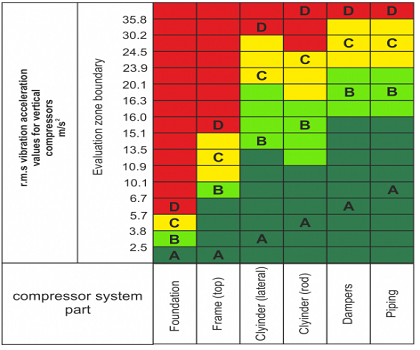 r.m.s vibration acceleration
values for vertical
compressors
m/s²
Evaluation zone boundary
D D D
35.8
D
30.2
C C
24.5
C
23.9
C
20.1
B B
16.3
16.0
D B
15.1
B
13.5
C
10.9
10.1
B A
6.7
D A
5.7
C A
3.8
B A
2.5
A A
compressor system
part
Foundation
Frame (top)
Clyinder (lateral)
Clyinder (rod)
Dampers
Piping